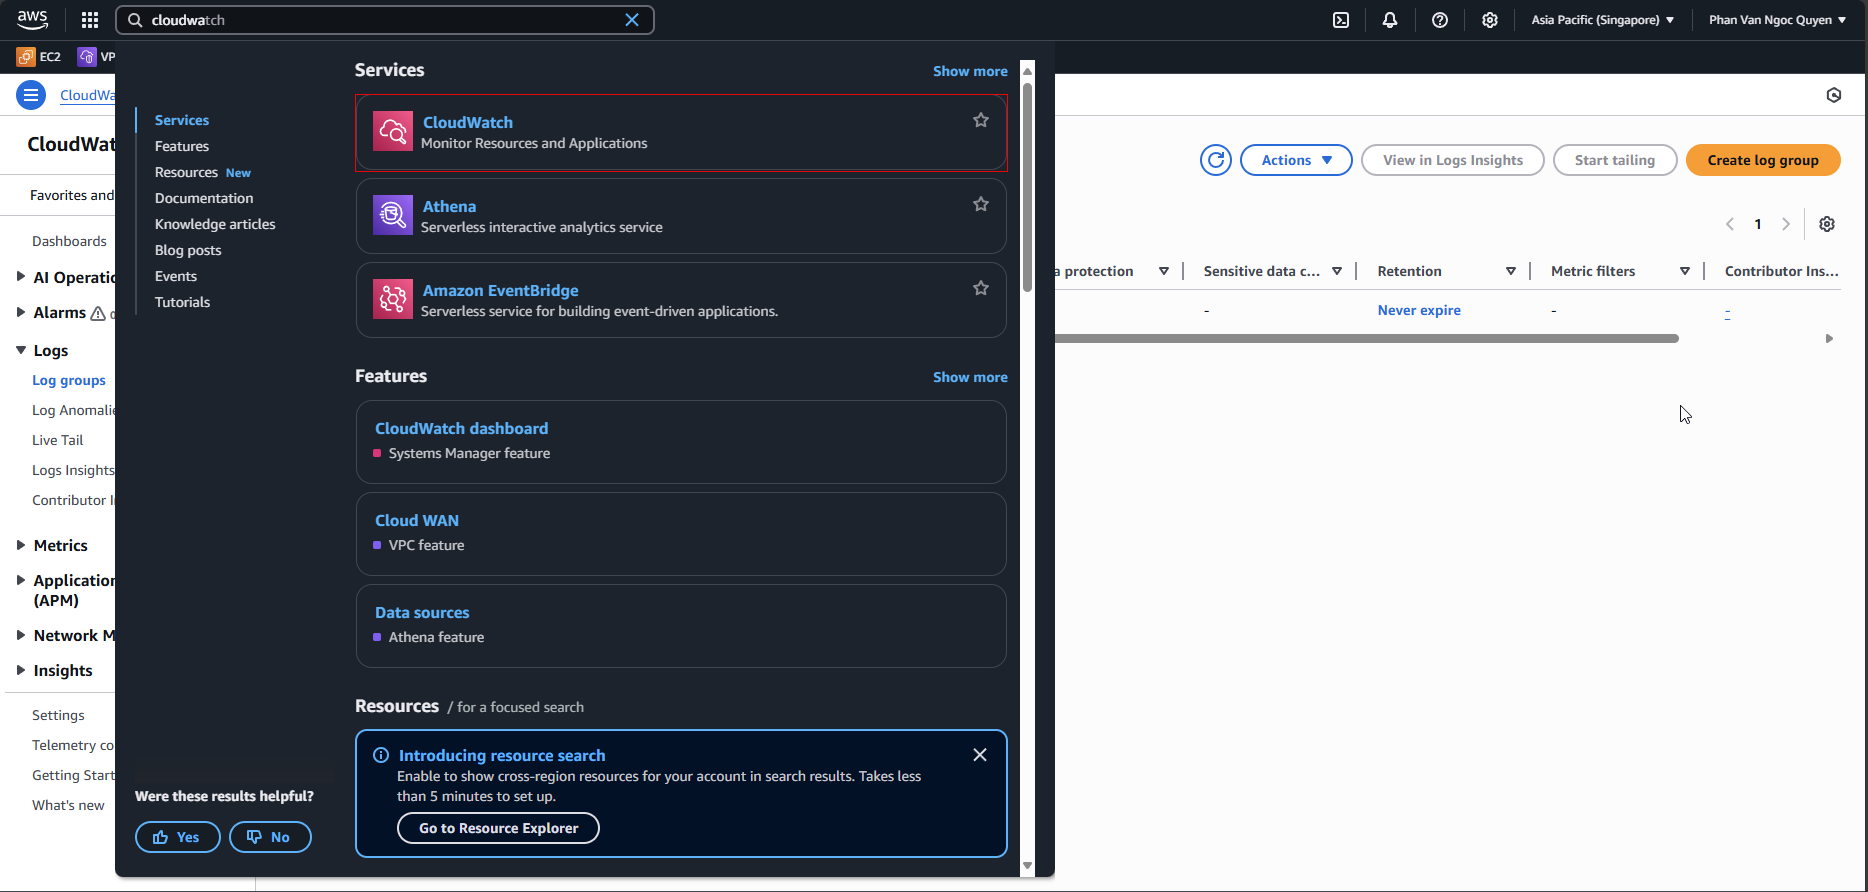 aws
cloudwatch
Asia Pacific (Singapore)
Phan Van Ngoc Quyen
EC2
VP
CloudWa
CloudWat
Favorites and
Dashboards
AI Operatio
Alarms
Logs
Log groups
Log Anomalie
Live Tail
Logs Insights
Contributor I
Metrics
Application
(APM)
Network M
Insights
Settings
Telemetry co
Getting Start
What's new
Services
Features
Resources New
Documentation
Knowledge articles
Blog posts
Events
Tutorials
Were these results helpful?
Yes
No
Services
Show more
CloudWatch
Monitor Resources and Applications
Athena
Serverless interactive analytics service
Amazon EventBridge
Serverless service for building event-driven applications.
Features
Show more
CloudWatch dashboard
Systems Manager feature
Cloud WAN
VPC feature
Data sources
Athena feature
Resources / for a focused search
Introducing resource search
Enable to show cross-region resources for your account in search results. Takes less
than 5 minutes to set up.
Go to Resource Explorer
Actions
View in Logs Insights
Start tailing
Create log group
1
a protection
Sensitive data c...
Retention
Metric filters
Contributor Ins...
-
Never expire
-
-